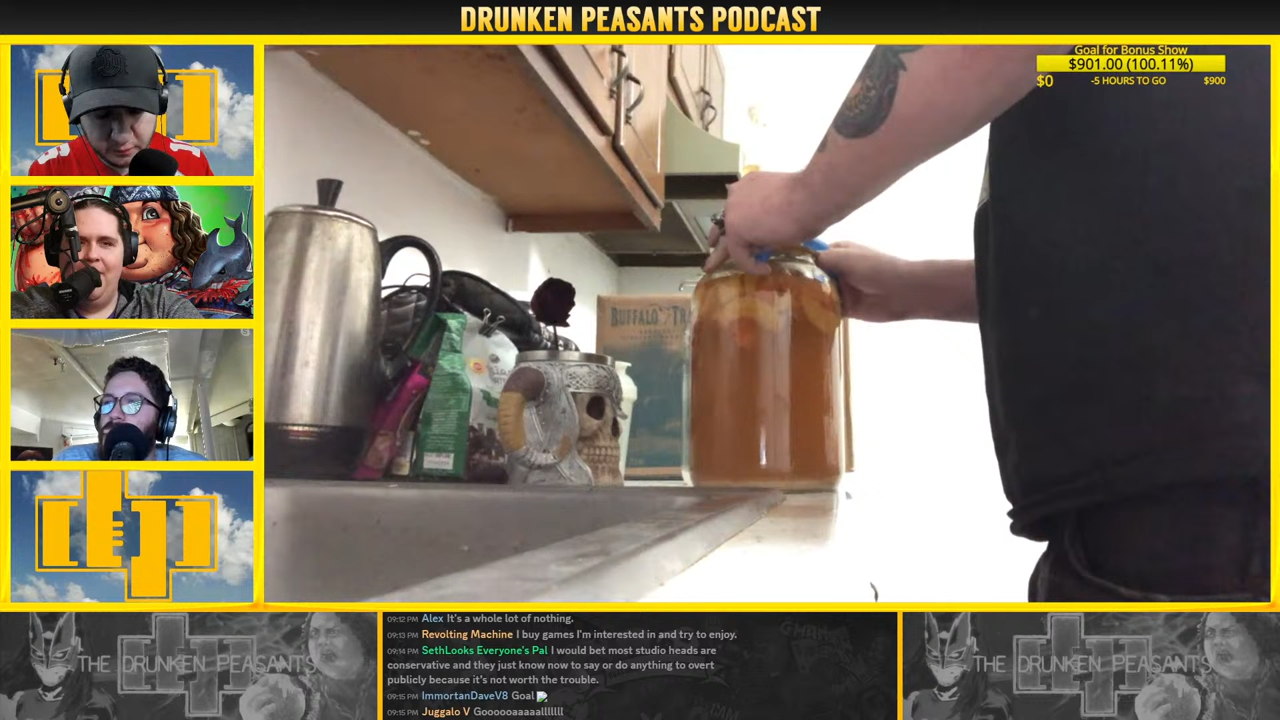 DRUNKEN PEASANTS PODCAST
Goal for Bonus Show
$901.00 (100.11%)
$0 -5 HOURS TO GO $900
BUFFALO TR
THE DRUNKEN PEASANTS
09:12 PM Alex It's a whole lot of nothing.
09:13 PM Revolting Machine I buy games I'm interested in and try to enjoy.
09:14 PM SethLooks Everyone's Pal I would bet most studio heads are
conservative and they just know now to say or do anything to overt
publicly because it's not worth the trouble.
09:15 PM ImmortanDaveV8 Goal
09:15 PM Juggalo V Goooooaaaaalllllll
THE DRUNKEN PEASANTS